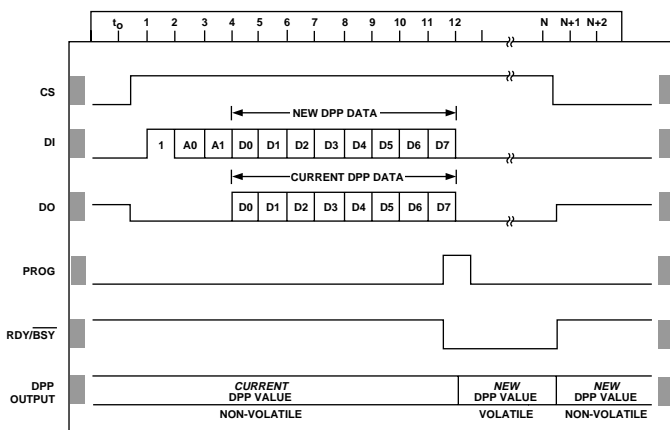 to 1 2 3 4 5 6 7 8 9 10 11 12 N N+1 N+2
CS
NEW DPP DATA
DI 1 A0 A1 D0 D1 D2 D3 D4 D5 D6 D7
CURRENT DPP DATA
DO D0 D1 D2 D3 D4 D5 D6 D7
PROG
RDY/BSY
DPP OUTPUT
CURRENT DPP VALUE
NEW DPP VALUE
NEW DPP VALUE
NON-VOLATILE VOLATILE NON-VOLATILE